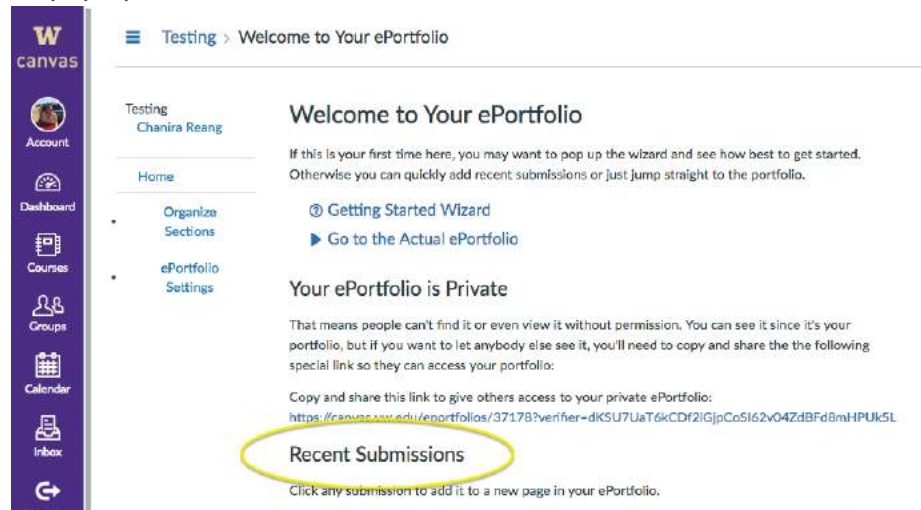 W
canvas
Account
Dashboard
Courses
Groups
Calendar
Inbox
Testing > Welcome to Your ePortfolio
Testing
Chanira Reang
Home
Organize
Sections
ePortfolio
Settings
Welcome to Your ePortfolio
If this is your first time here, you may want to pop up the wizard and see how best to get started.
Otherwise you can quickly add recent submissions or just jump straight to the portfolio.
Getting Started Wizard
Go to the Actual ePortfolio
Your ePortfolio is Private
That means people can't find it or even view it without permission. You can see it since it's your
portfolio, but if you want to let anybody else see it, you'll need to copy and share the the following
special link so they can access your portfolio:
Copy and share this link to give others access to your private ePortfolio:
Recent Submissions
Click any submission to add it to a new page in your ePortfolio.